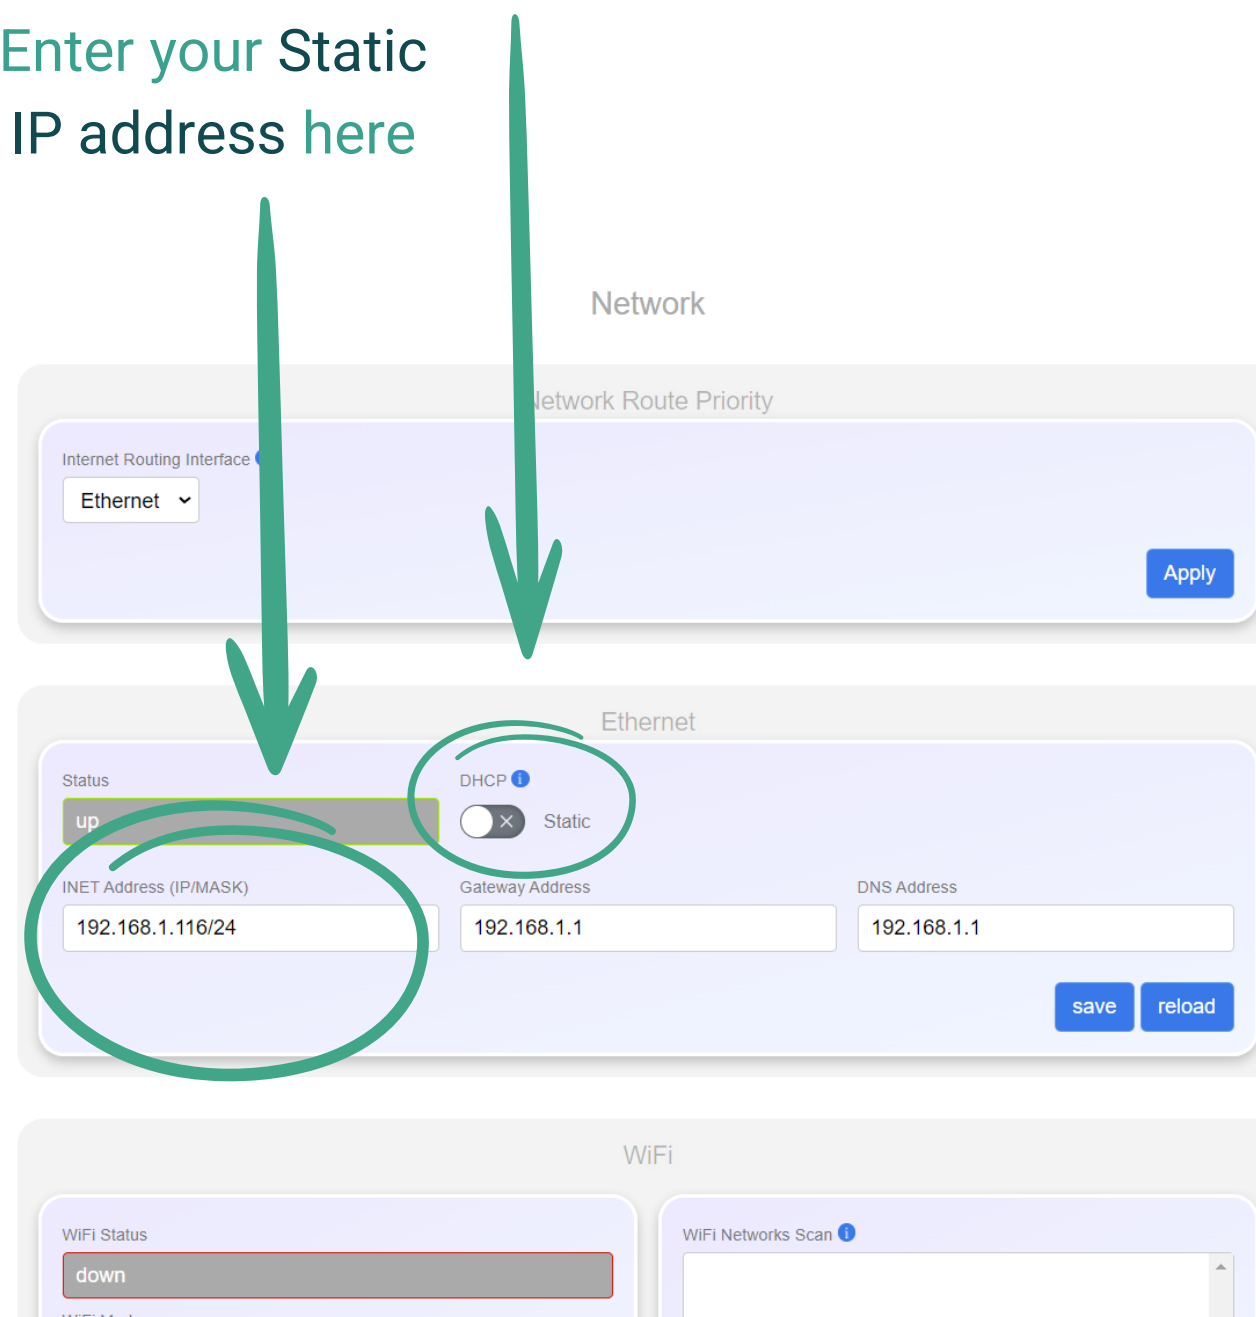 Enter your Static
IP address here
Network
Network Route Priority
Internet Routing Interface
Ethernet
Apply
Ethernet
Status
DHCP
up
Static
INET Address (IP/MASK)
Gateway Address
DNS Address
192.168.1.116/24
192.168.1.1
192.168.1.1
save
reload
WiFi
WiFi Status
WiFi Networks Scan
down